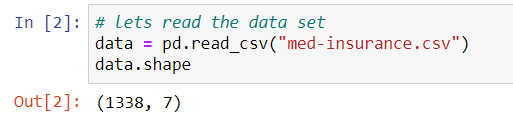 In [2]: # lets read the data set
data = pd.read_csv("med-insurance.csv")
data.shape
Out[2]: (1338, 7)